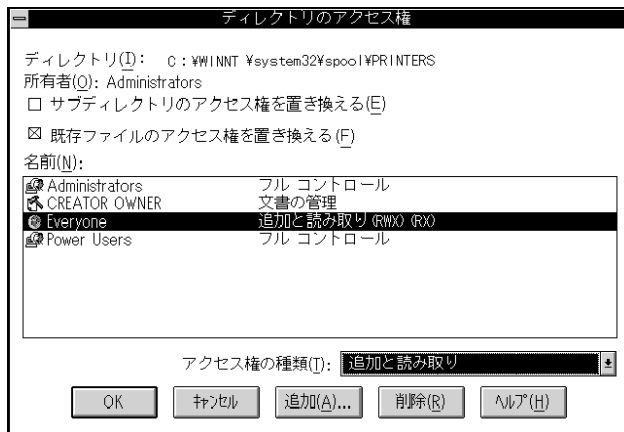 ディレクトリのアクセス権
ディレクトリ(I): C:¥WINNT ¥system32¥spool¥PRINTERS
所有者(O): Administrators
サブディレクトリのアクセス権を置き換える(E)
既存ファイルのアクセス権を置き換える(F)
名前(N):
Administrators フル コントロール
CREATOR OWNER 文書の管理
Everyone 追加と読み取り (RWX) (RX)
Power Users フル コントロール
アクセス権の種類(T): 追加と読み取り
OK キャンセル 追加(A)... 削除(R) ヘルプ(H)